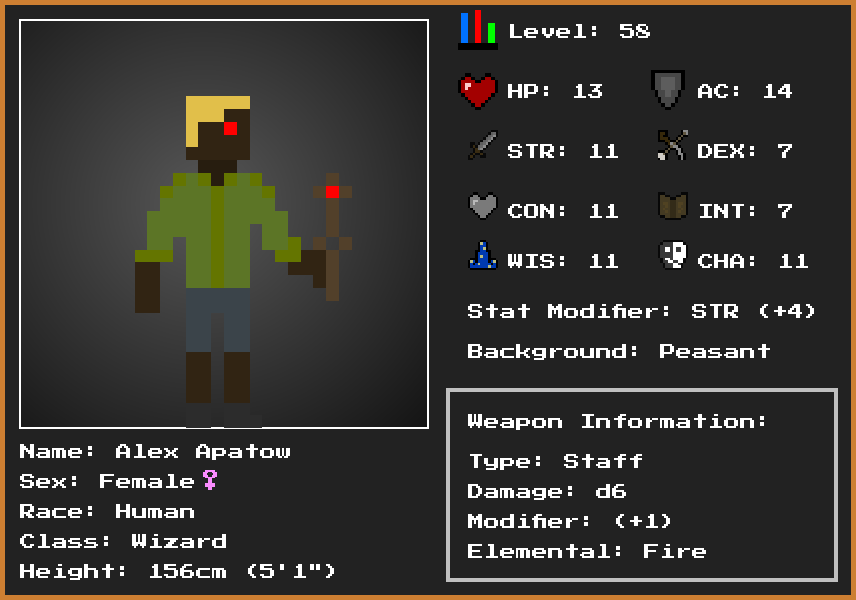 Level: 58
HP: 13
AC: 14
STR: 11
DEX: 7
CON: 11
INT: 7
WIS: 11
CHA: 11
Stat Modifier: STR (+4)
Background: Peasant
Weapon Information:
Type: Staff
Damage: d6
Modifier: (+1)
Elemental: Fire
Name: Alex Apatow
Sex: Female♀
Race: Human
Class: Wizard
Height: 156cm (5'1")